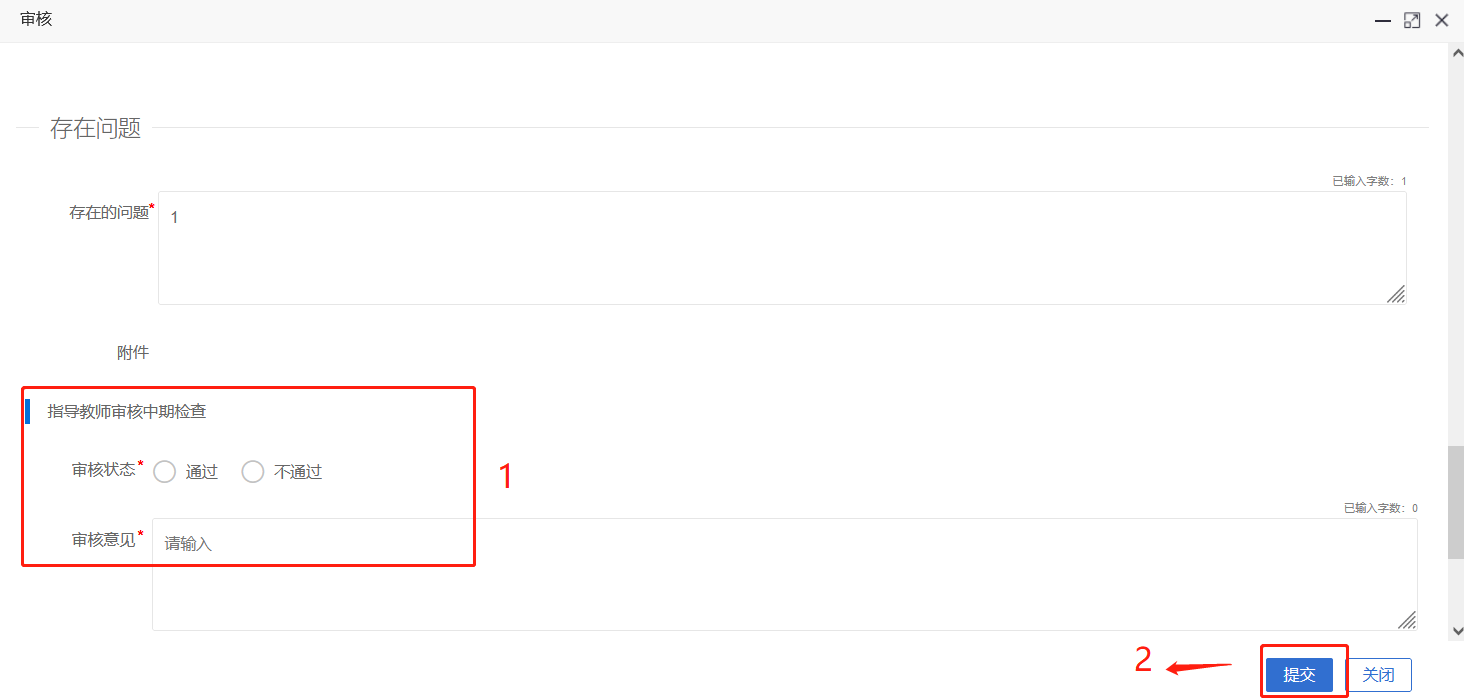 审核
存在问题
已输入字数：1
存在的问题*
1
附件
指导教师审核中期检查
审核状态* 通过 不通过
1
已输入字数：0
审核意见* 请输入
2
提交 关闭